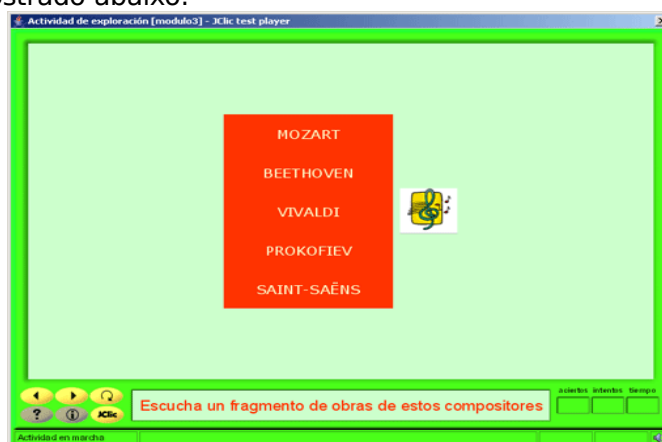 ostrado abaixo:
Actividad de exploración [modulo3] - JClic test player
MOZART
BEETHOVEN
VIVALDI
PROKOFIEV
SAINT-SAËNS
aciertos intentos tiempo
? i JClic
Escucha un fragmento de obras de estos compositores
Actividad en marcha